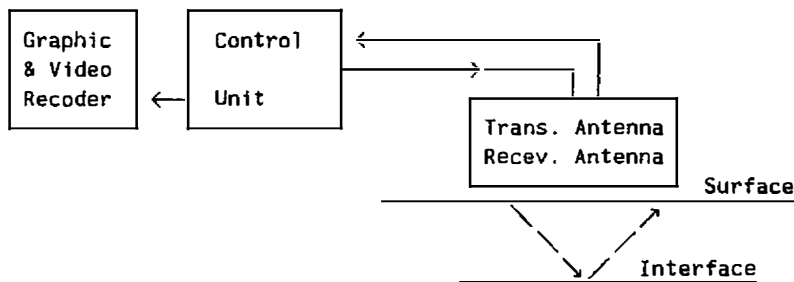 Graphic
& Video
Recoder
Control
Unit
Trans. Antenna
Recev. Antenna
Surface
Interface